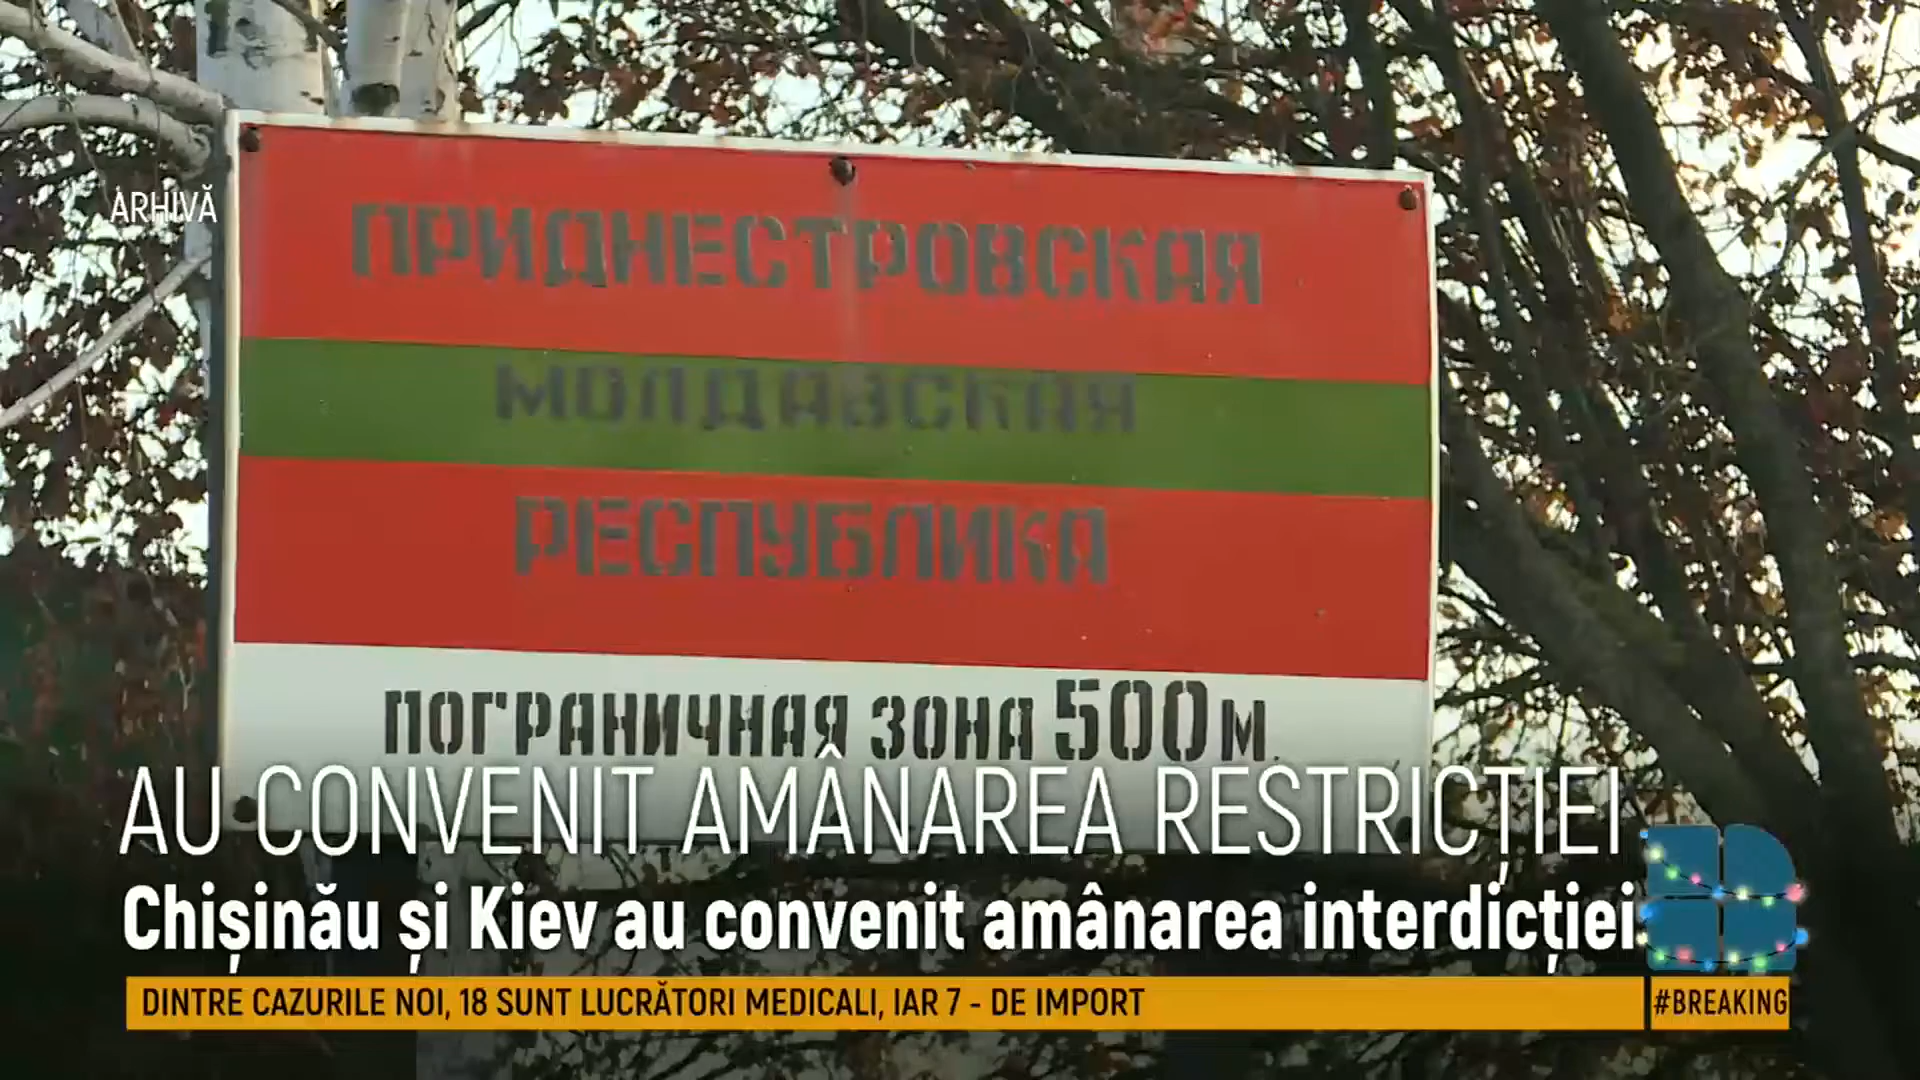 ARHIVĂ
ПРИДНЕСТРОВСКАЯ
МОЛДАВСКАЯ
РЕСПУБЛИКА
ПОГРАНИЧНАЯ ЗОНА 500 М.
AU CONVENIT AMÂNAREA RESTRICȚIEI
Chișinău și Kiev au convenit amânarea interdicției
DINTRE CAZURILE NOI, 18 SUNT LUCRĂTORI MEDICALI, IAR 7 - DE IMPORT
#BREAKING